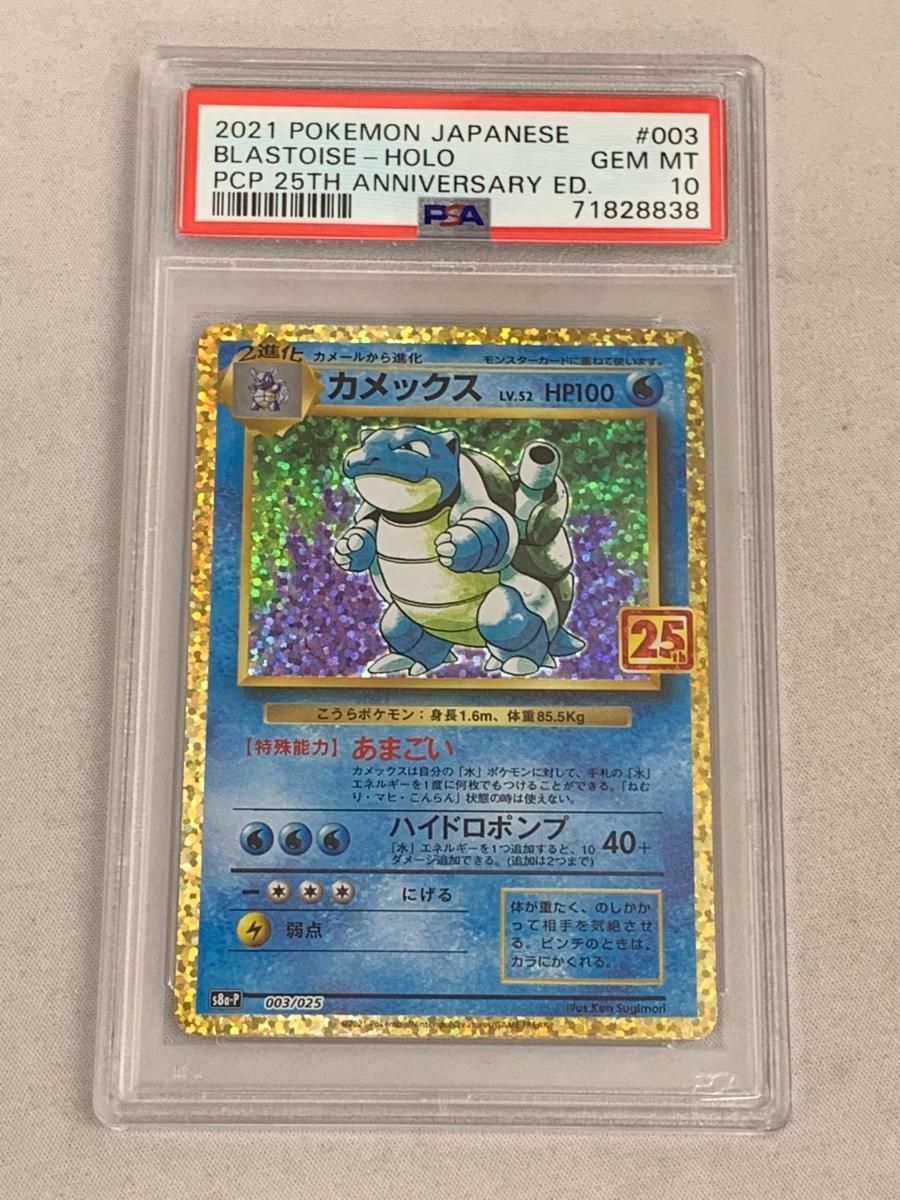 2021 POKEMON JAPANESE #003
BLASTOISE - HOLO GEM MT
PCP 25TH ANNIVERSARY ED. 10
PSA 71828838
2進化 カメールから進化 モンスターカードに重ねて使います。
カメックス LV.52 HP100
25th
こうらポケモン：身長1.6m、体重85.5Kg
【特殊能力】あまごい
カメックスは自分の「水」ポケモンに対して、手札の「水」
エネルギーを1度に何枚でもつけることができる。「ねむ
り・マヒ・こんらん」状態の時は使えない。
ハイドロポンプ 40+
「水」エネルギーを1つ追加すると、10
ダメージ追加できる。(追加は2つまで)
にげる
弱点
体が重たく、のしかか
って相手を気絶させ
る。ピンチのときは、
カラにかくれる。
s8a-P 003/025 Illus.Ken Sugimori
©2021 Pokémon/Nintendo/Creatures/GAME FREAK